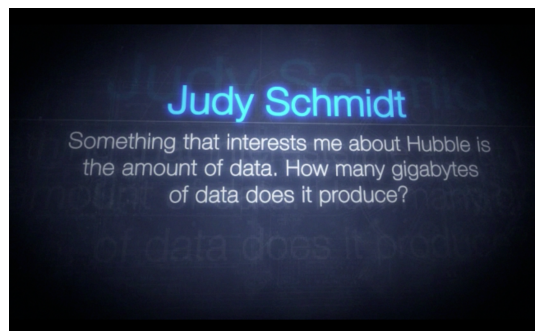 Judy Schmidt
Something that interests me about Hubble is
the amount of data. How many gigabytes
of data does it produce?